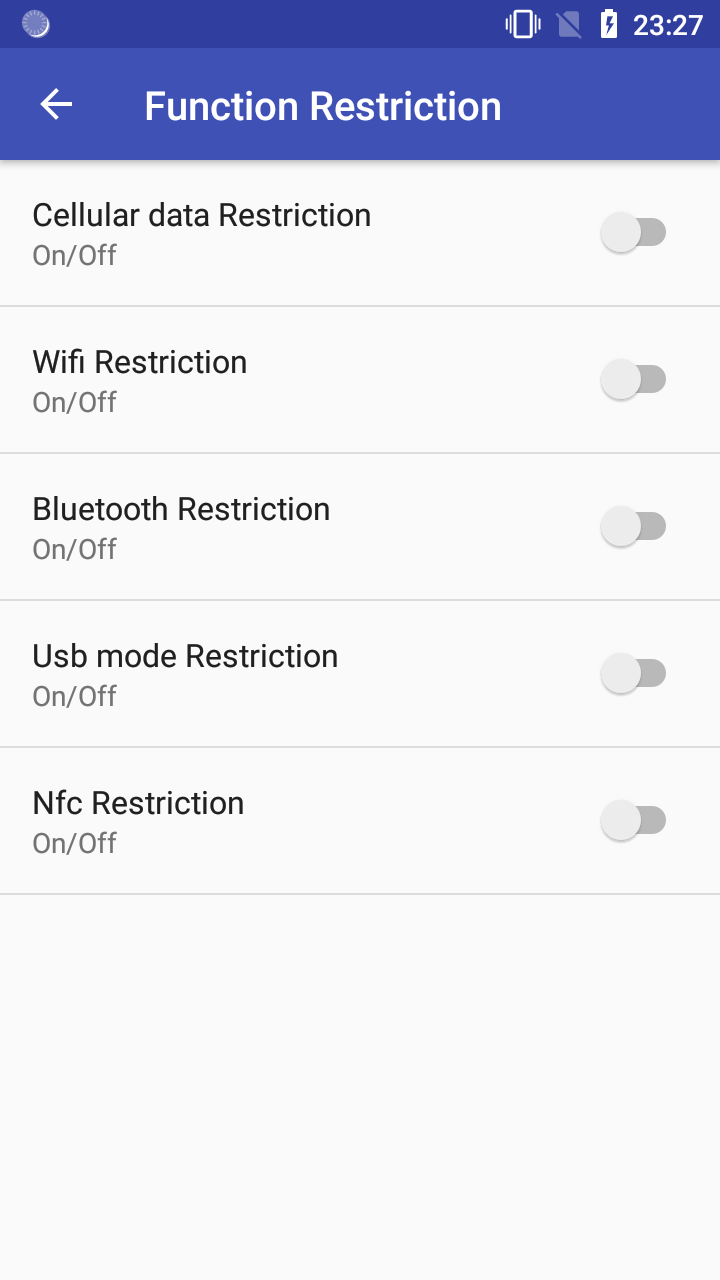 23:27
Function Restriction
Cellular data Restriction
On/Off
Wifi Restriction
On/Off
Bluetooth Restriction
On/Off
Usb mode Restriction
On/Off
Nfc Restriction
On/Off